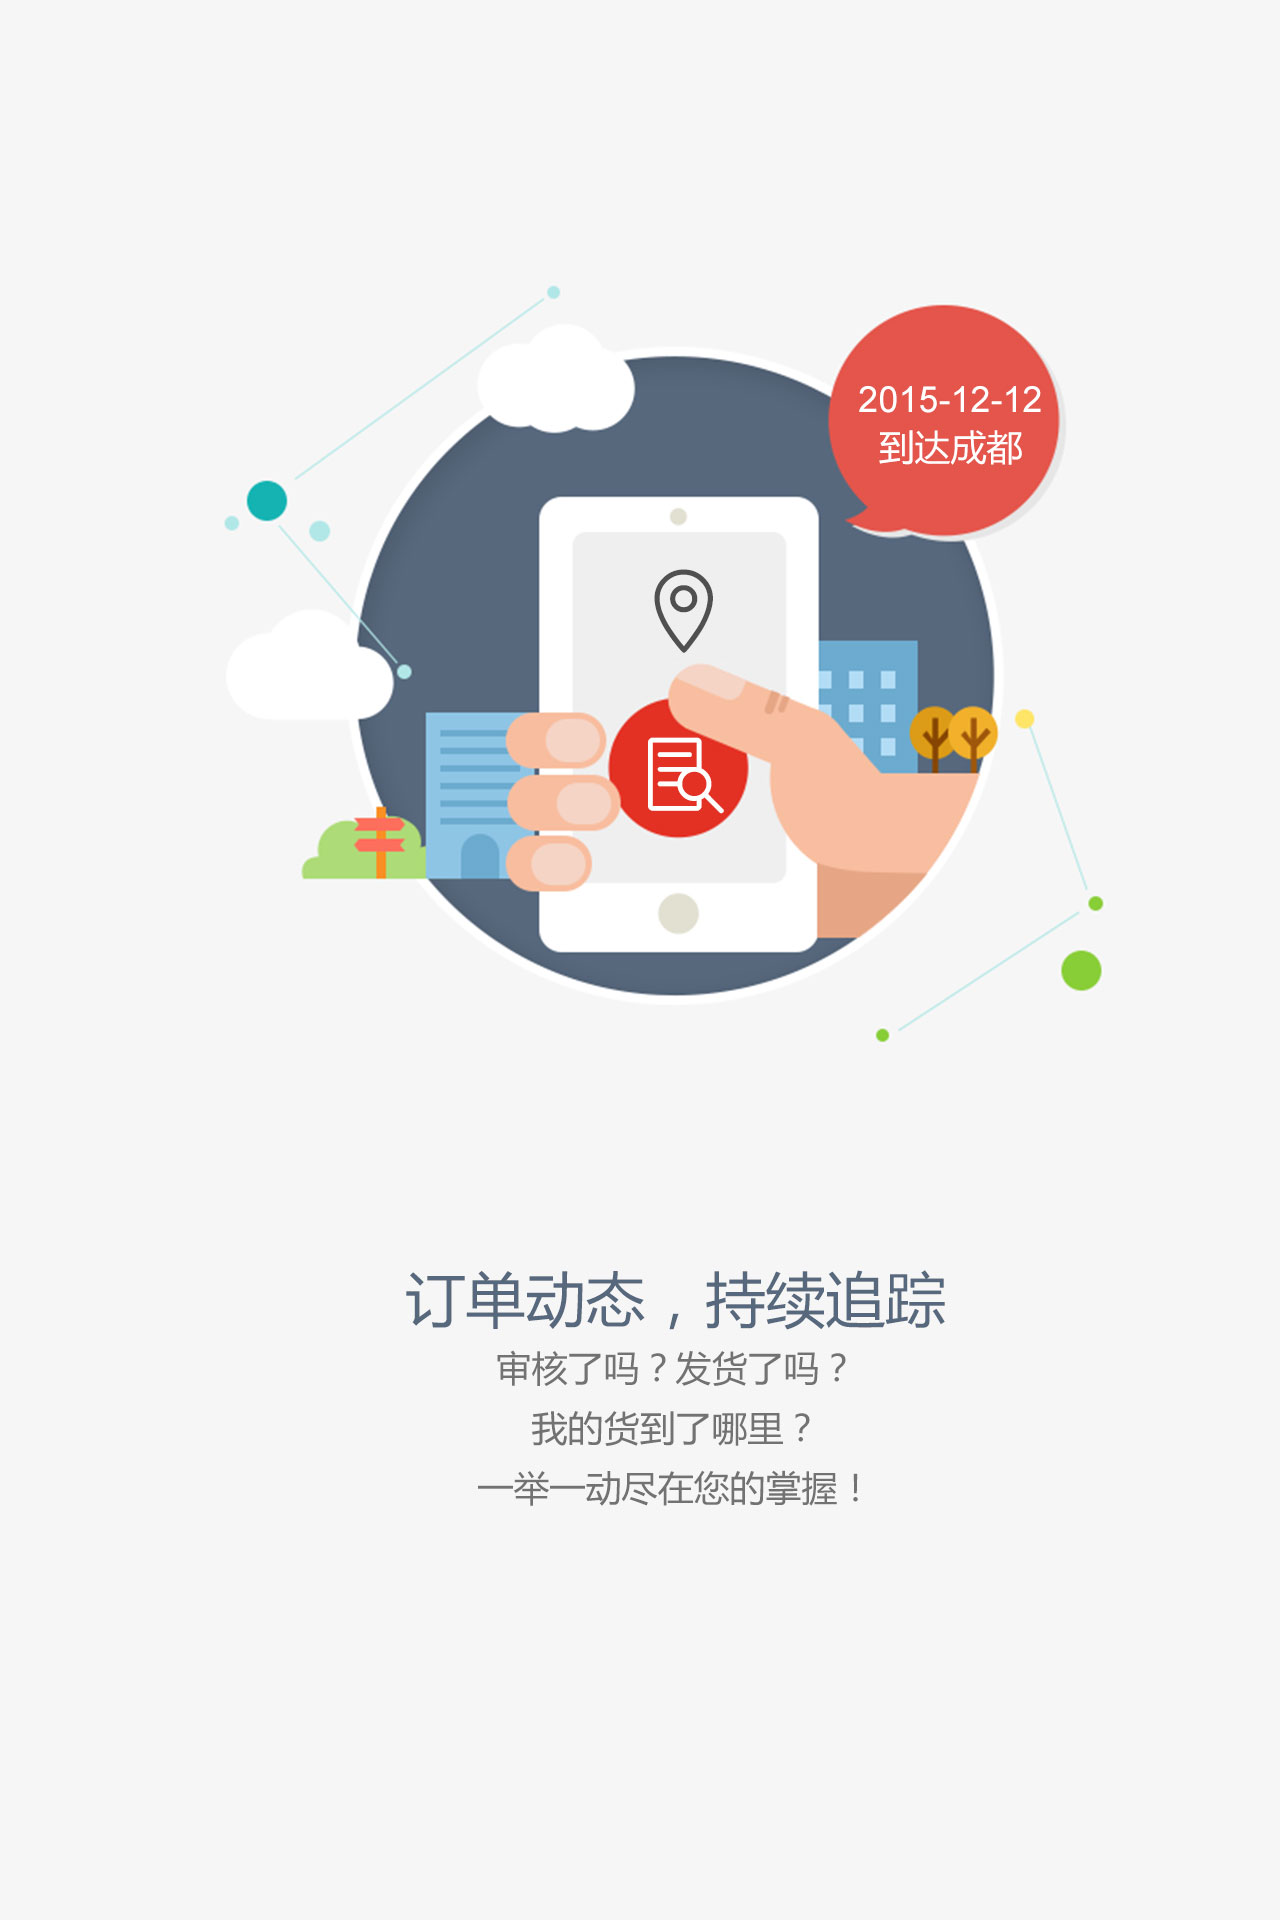 2015-12-12
到达成都
订单动态，持续追踪
审核了吗？发货了吗？
我的货到了哪里？
一举一动尽在您的掌握！